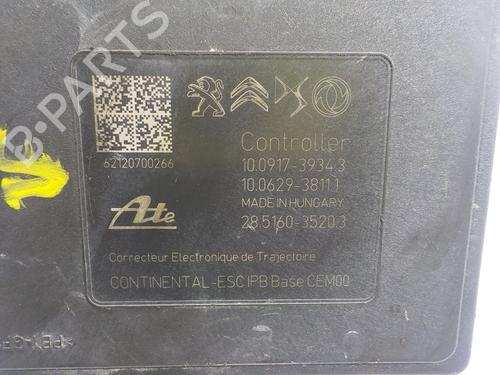 B-PARTS
62120700266
Controller
10.0917-3934.3
10.0629-3811.1
MADE IN HUNGARY
28.5160-3520.3
Ate
Correcteur Electronique de Trajectoire
CONTINENTAL-ESC IPB Base CEM00